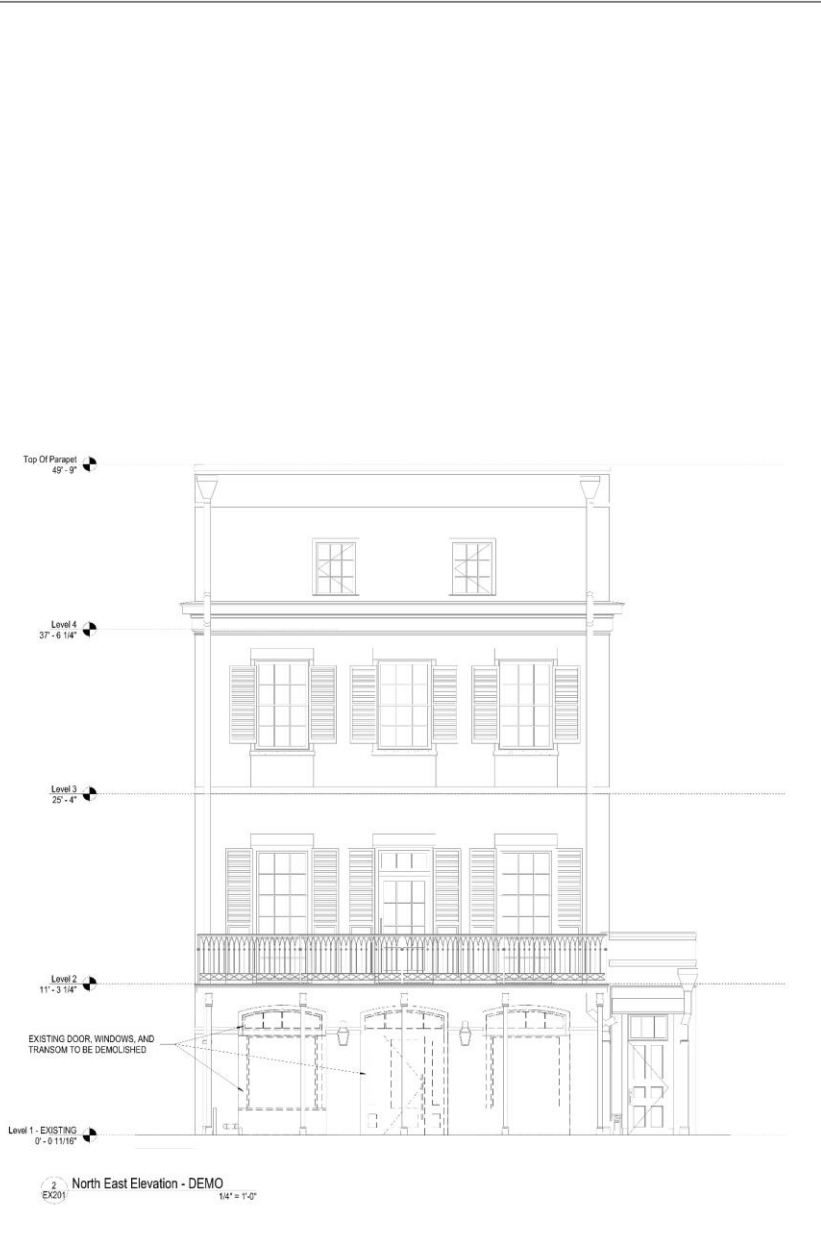 Top Of Parapet
49' - 9"
Level 4
37' - 6 1/4"
Level 3
25' - 4"
Level 2
11' - 3 1/4"
EXISTING DOOR, WINDOWS, AND
TRANSOM TO BE DEMOLISHED
Level 1 - EXISTING
0' - 0 11/16"
2
EX201
North East Elevation - DEMO
1/4" = 1'-0"